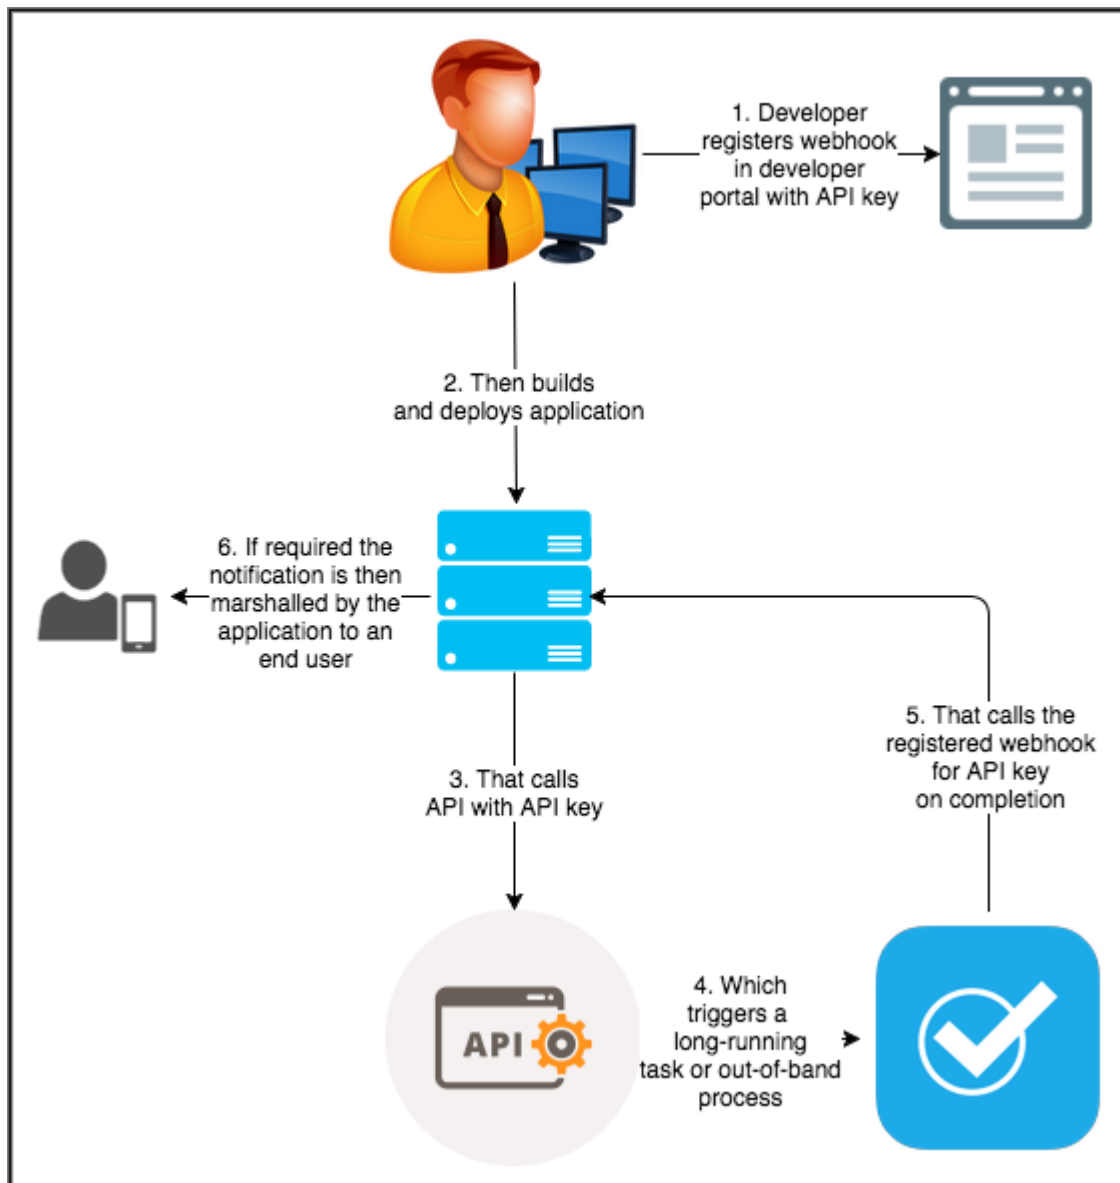 1. Developer
registers webhook
in developer
portal with API key
2. Then builds
and deploys application
6. If required the
notification is then
marshalled by the
application to an
end user
3. That calls
API with API key
5. That calls the
registered webhook
for API key
on completion
API
4. Which
triggers a
long-running
task or out-of-band
process